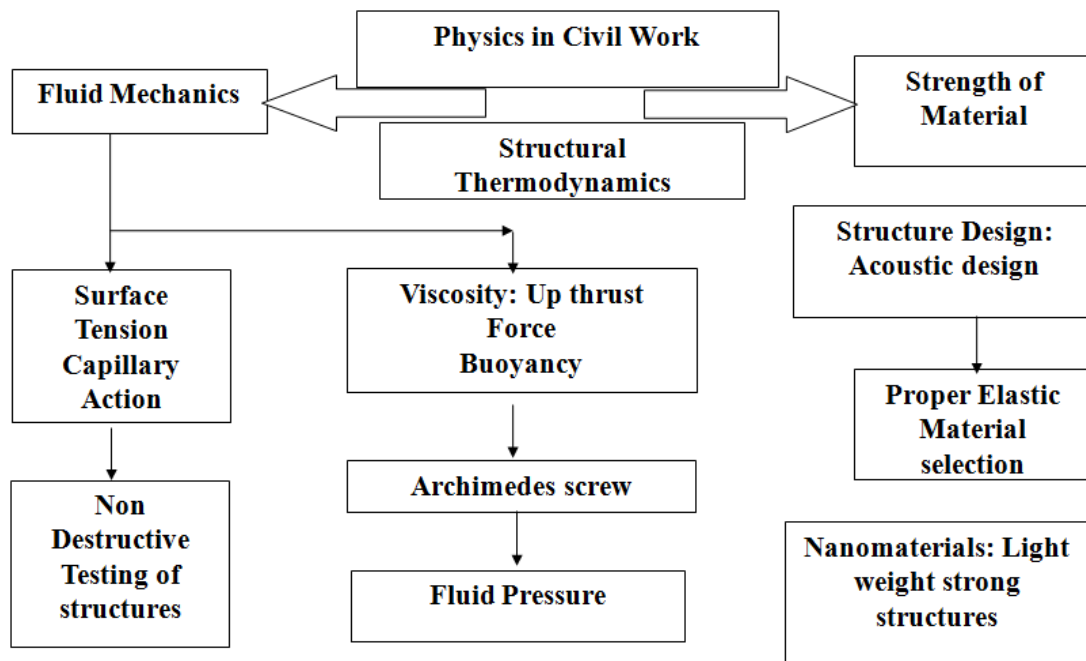 Physics in Civil Work
Fluid Mechanics
Strength of
Material
Structural
Thermodynamics
Structure Design:
Acoustic design
Surface
Tension
Capillary
Action
Viscosity: Up thrust
Force
Buoyancy
Proper Elastic
Material
selection
Non
Destructive
Testing of
structures
Archimedes screw
Fluid Pressure
Nanomaterials: Light
weight strong
structures